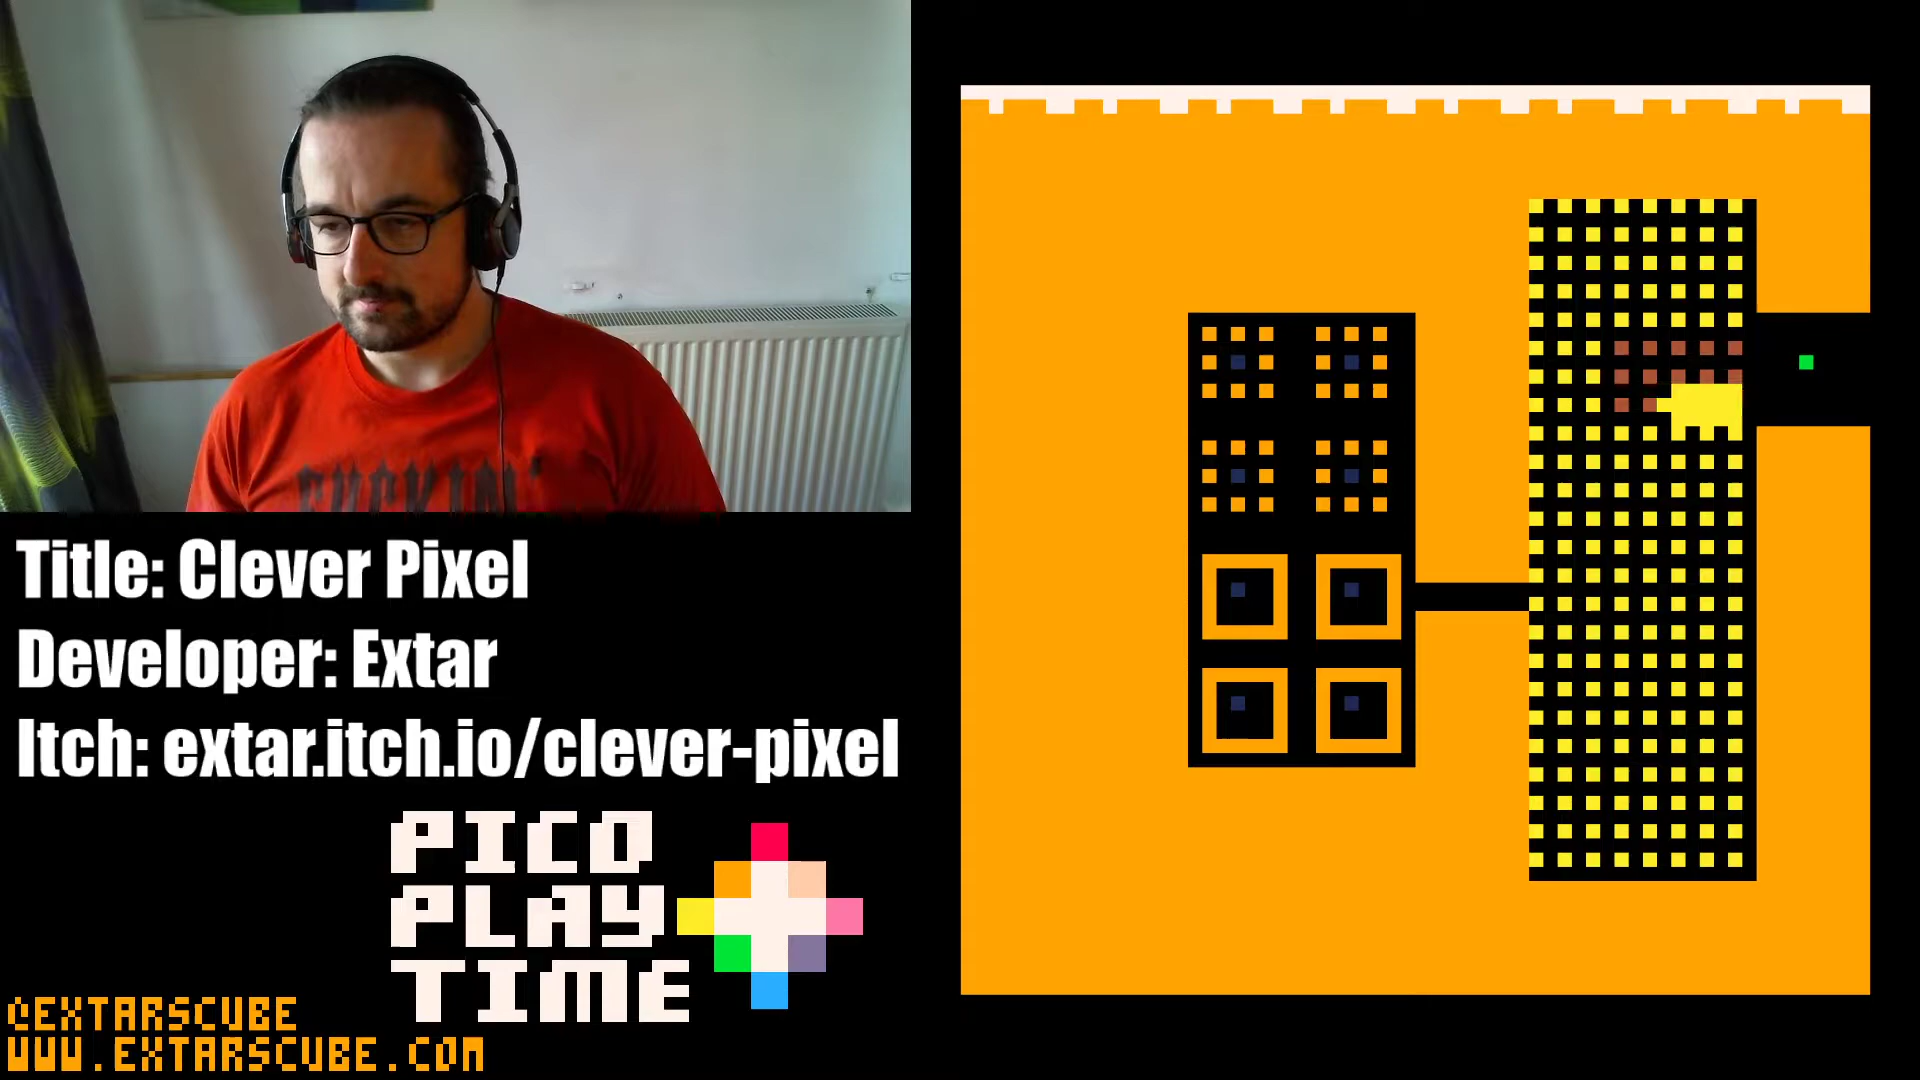 Title: Clever Pixel
Developer: Extar
Itch: extar.itch.io/clever-pixel
PICO
PLAY
TIME
@EXTARSCUBE
WWW.EXTARSCUBE.COM